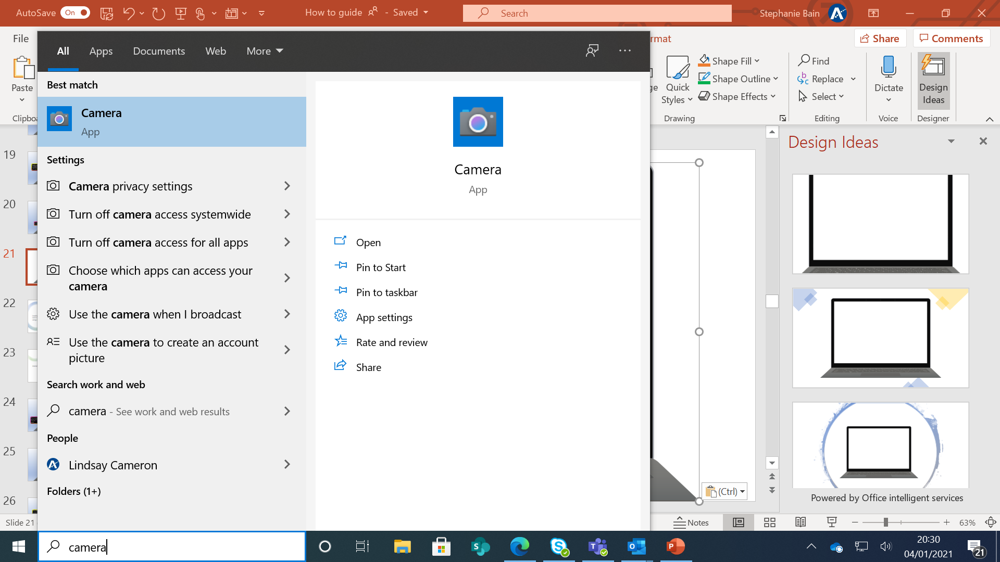 AutoSave On
How to guide - Saved
Search
Stephanie Bain
File
rmat
Share
Comments
All Apps Documents Web More
Paste
Clipboa
ge
Quick
Styles
Shape Fill
Shape Outline
Shape Effects
Drawing
Find
Replace
Select
Editing
Dictate
Voice
Design
Ideas
Designer
Best match
Camera
App
Settings
Camera privacy settings
Turn off camera access systemwide
Turn off camera access for all apps
Choose which apps can access your
camera
Use the camera when I broadcast
Use the camera to create an account
picture
Search work and web
camera - See work and web results
People
Lindsay Cameron
Folders (1+)
Camera
App
Open
Pin to Start
Pin to taskbar
App settings
Rate and review
Share
19
20
21
22
23
24
25
26
Design Ideas
(Ctrl)
Powered by Office intelligent services
Slide 21
Notes
63%
camera
20:30
04/01/2021
21